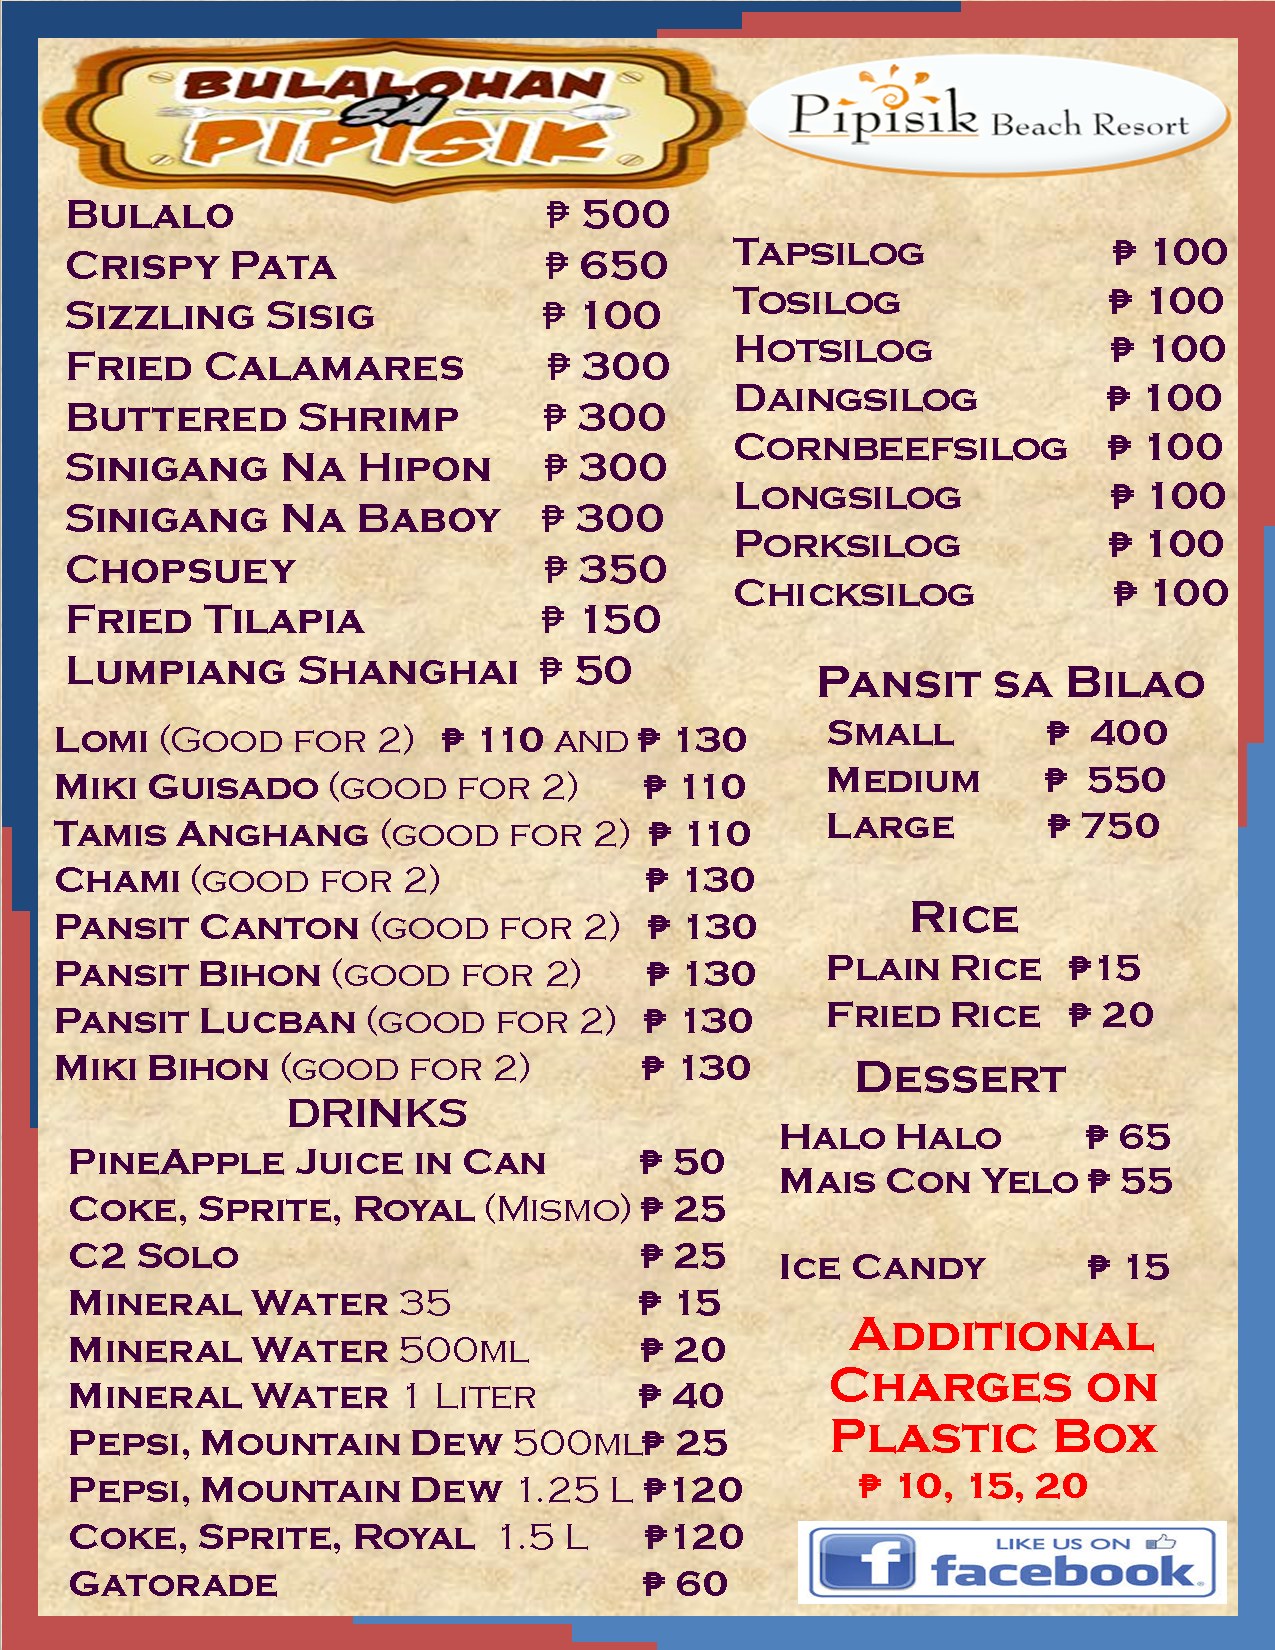 BULALOHAN
SA
PIPISIK
Pipisik Beach Resort
Bulalo ₱ 500
Crispy Pata ₱ 650
Sizzling Sisig ₱ 100
Fried Calamares ₱ 300
Buttered Shrimp ₱ 300
Sinigang Na Hipon ₱ 300
Sinigang Na Baboy ₱ 300
Chopsuey ₱ 350
Fried Tilapia ₱ 150
Lumpiang Shanghai ₱ 50
Lomi (Good for 2) ₱ 110 and ₱ 130
Miki Guisado (good for 2) ₱ 110
Tamis Anghang (good for 2) ₱ 110
Chami (good for 2) ₱ 130
Pansit Canton (good for 2) ₱ 130
Pansit Bihon (good for 2) ₱ 130
Pansit Lucban (good for 2) ₱ 130
Miki Bihon (good for 2) ₱ 130
DRINKS
PineApple Juice in Can ₱ 50
Coke, Sprite, Royal (Mismo) ₱ 25
C2 Solo ₱ 25
Mineral Water 35 ₱ 15
Mineral Water 500ml ₱ 20
Mineral Water 1 Liter ₱ 40
Pepsi, Mountain Dew 500ml ₱ 25
Pepsi, Mountain Dew 1.25 L ₱120
Coke, Sprite, Royal 1.5 L ₱120
Gatorade ₱ 60
Tapsilog ₱ 100
Tosilog ₱ 100
Hotsilog ₱ 100
Daingsilog ₱ 100
Cornbeefsilog ₱ 100
Longsilog ₱ 100
Porksilog ₱ 100
Chicksilog ₱ 100
Pansit sa Bilao
Small ₱ 400
Medium ₱ 550
Large ₱ 750
Rice
Plain Rice ₱15
Fried Rice ₱ 20
Dessert
Halo Halo ₱ 65
Mais Con Yelo ₱ 55
Ice Candy ₱ 15
Additional
Charges on
Plastic Box
₱ 10, 15, 20
LIKE US ON
facebook.